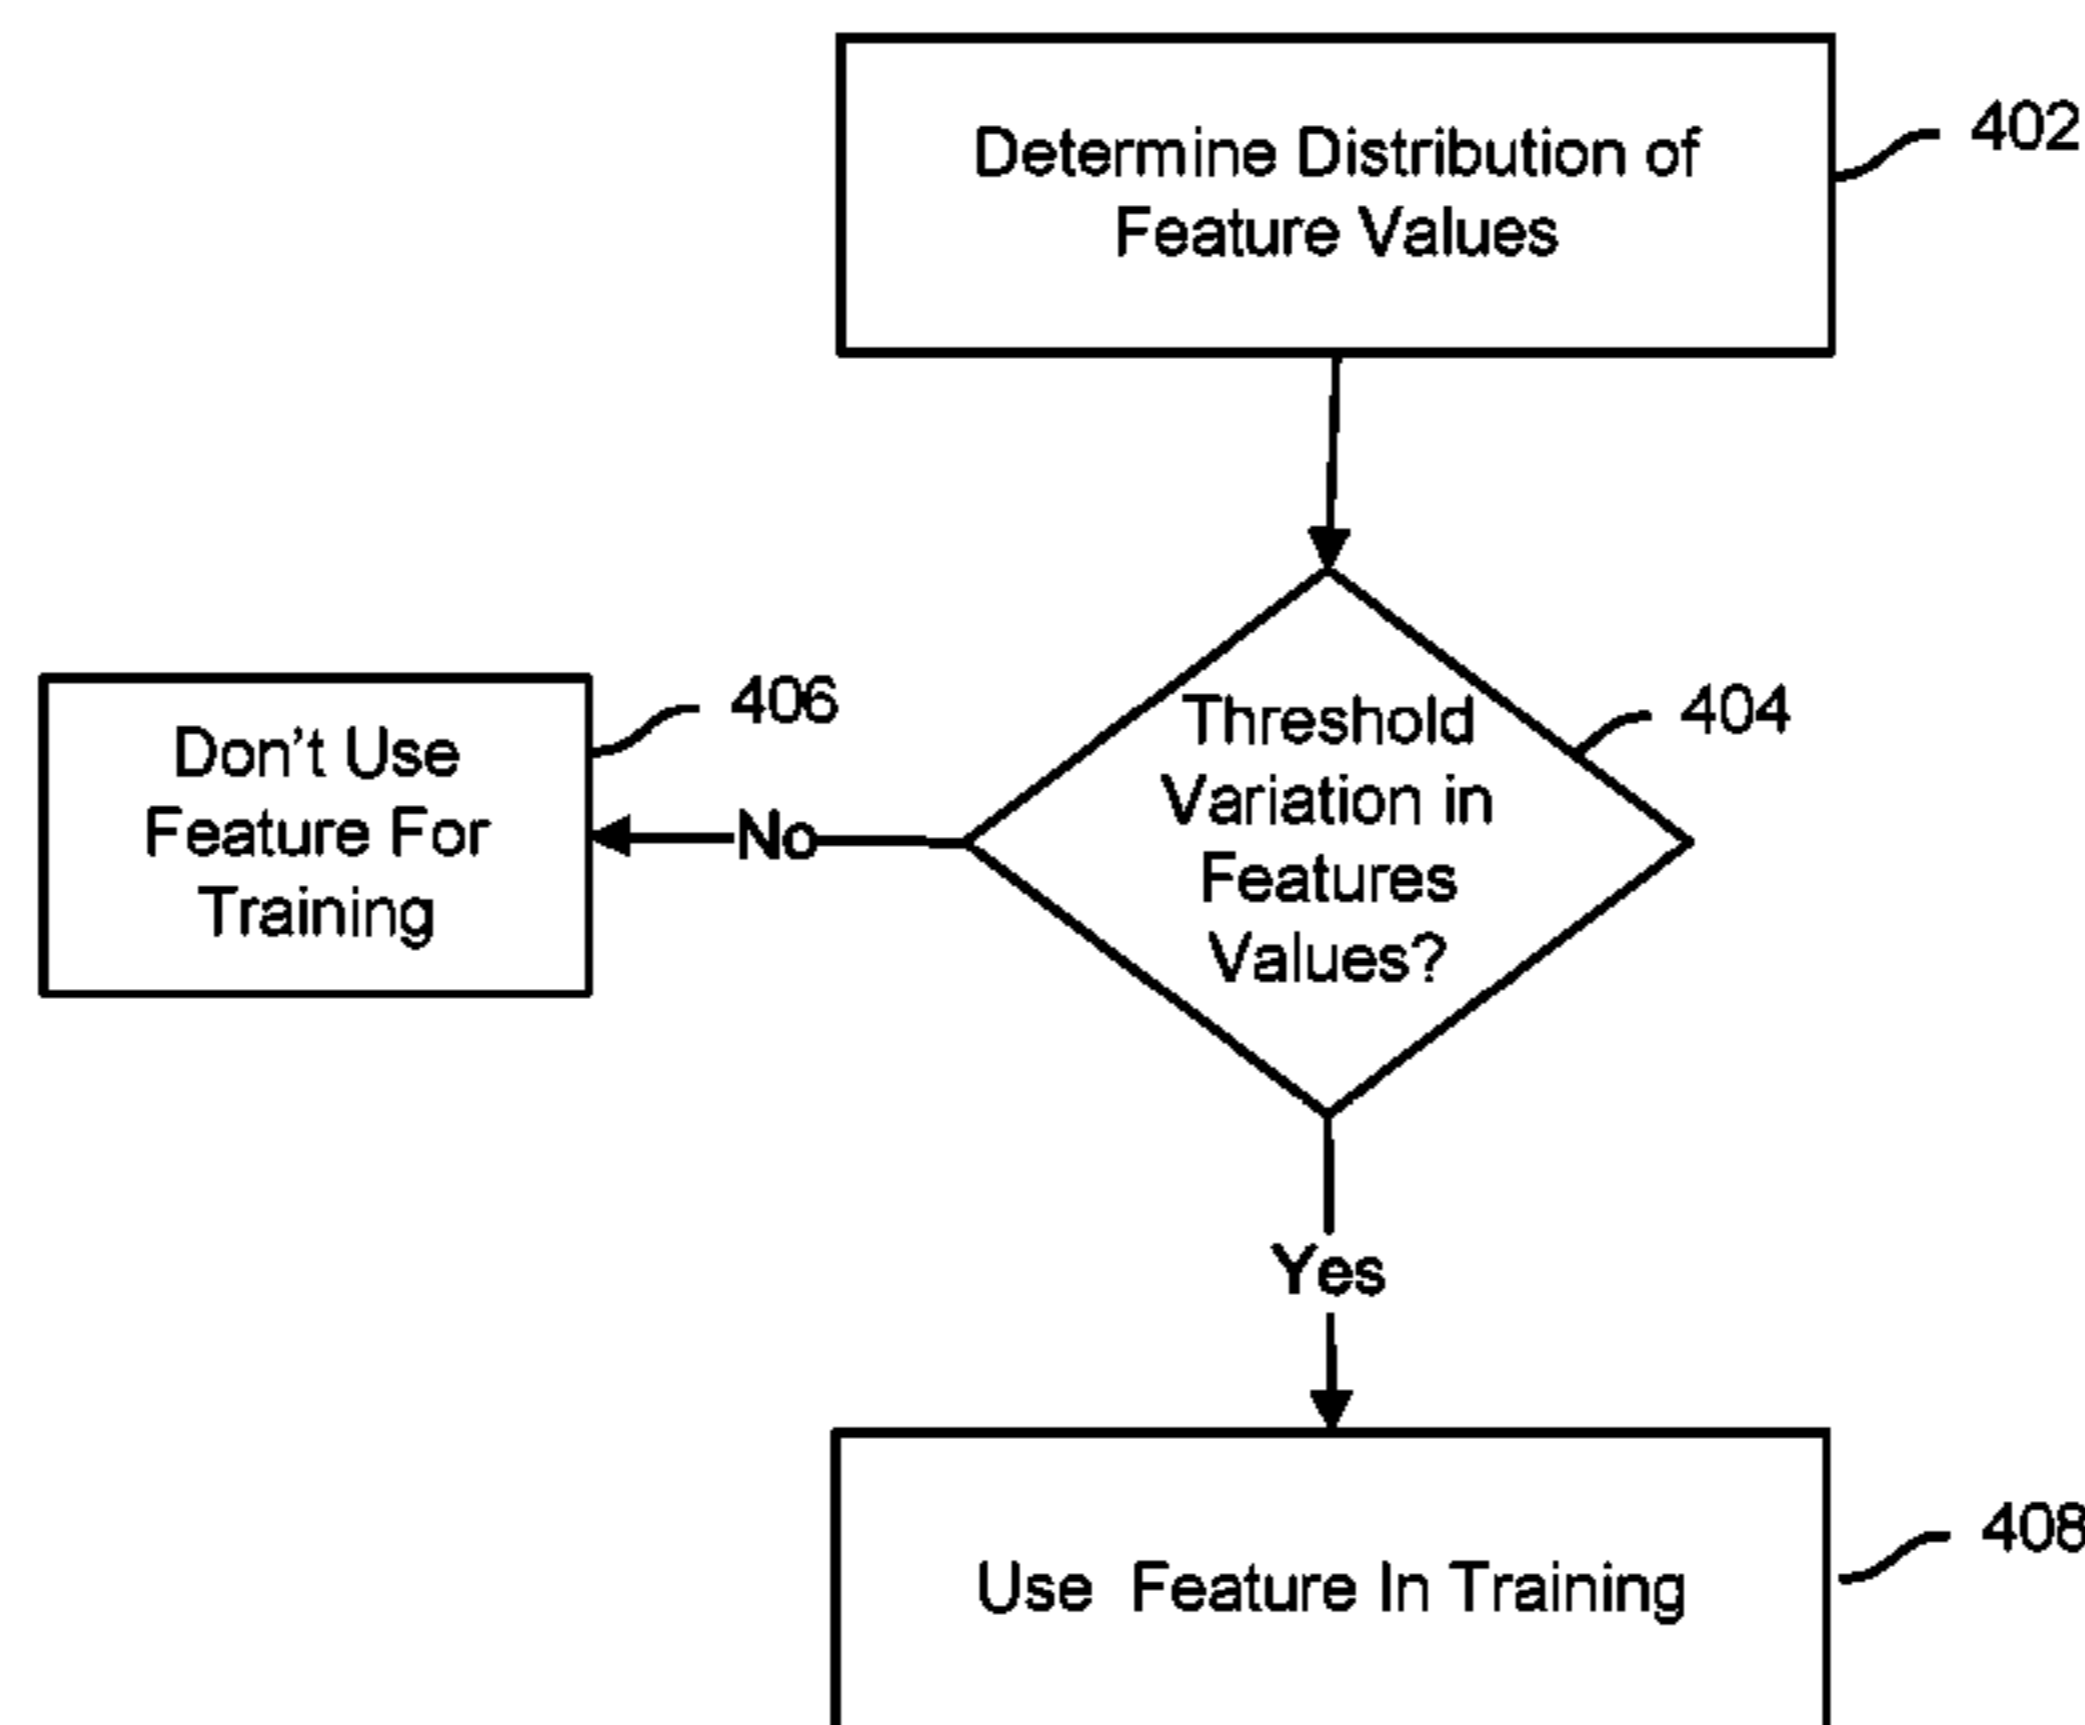 Determine Distribution of
Feature Values
402
Threshold
Variation in
Features
Values?
404
No
Don't Use
Feature For
Training
406
Yes
Use Feature In Training
408